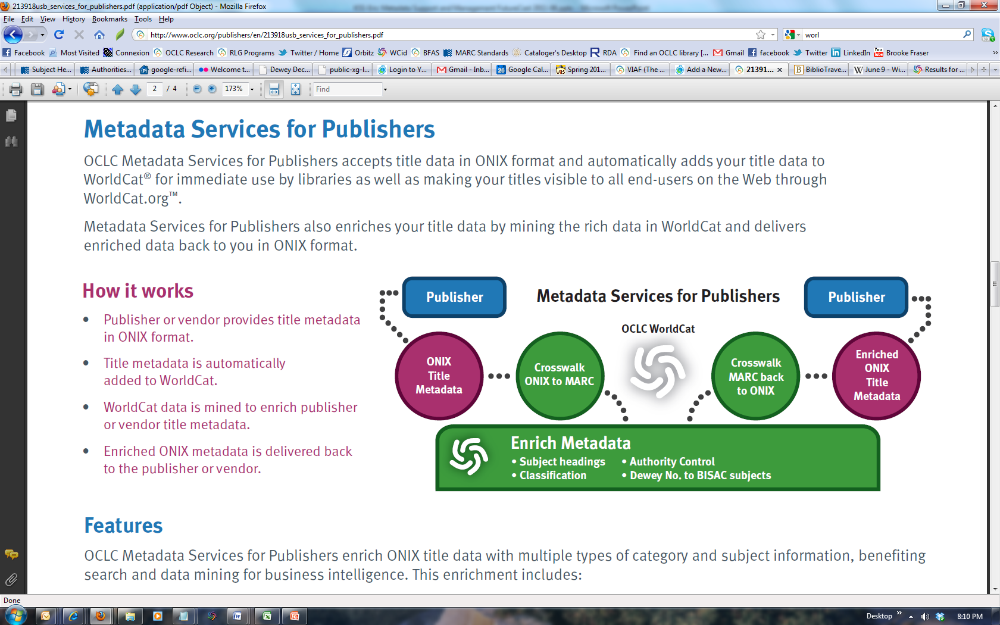 213918usb_services_for_publishers.pdf (application/pdf Object) - Mozilla Firefox
File Edit View History Bookmarks Tools Help
http://www.oclc.org/publishers/en/213918usb_services_for_publishers.pdf
worl
Facebook Most Visited Connexion OCLC Research RLG Programs Twitter / Home Orbitz WCid BFAS MARC Standards Cataloger's Desktop RDA Find an OCLC library [... Gmail facebook Twitter LinkedIn Brooke Fraser
Subject He... Authorities... google-refi... Welcome t... Dewey Dec... public-xg-l... Login to Y... Gmail - Inb... Google Cal... Spring 201... VIAF (The ... Add a New... 21391... BiblioTrave... June 9 - Wi... Results for ...
2 / 4 173% Find
Metadata Services for Publishers
OCLC Metadata Services for Publishers accepts title data in ONIX format and automatically adds your title data to
WorldCat® for immediate use by libraries as well as making your titles visible to all end-users on the Web through
WorldCat.org™.
Metadata Services for Publishers also enriches your title data by mining the rich data in WorldCat and delivers
enriched data back to you in ONIX format.
How it works
• Publisher or vendor provides title metadata
in ONIX format.
• Title metadata is automatically
added to WorldCat.
• WorldCat data is mined to enrich publisher
or vendor title metadata.
• Enriched ONIX metadata is delivered back
to the publisher or vendor.
Publisher
Metadata Services for Publishers
Publisher
OCLC WorldCat
ONIX
Title
Metadata
Crosswalk
ONIX to MARC
Crosswalk
MARC back
to ONIX
Enriched
ONIX
Title
Metadata
Enrich Metadata
• Subject headings • Authority Control
• Classification • Dewey No. to BISAC subjects
Features
OCLC Metadata Services for Publishers enrich ONIX title data with multiple types of category and subject information, benefiting
search and data mining for business intelligence. This enrichment includes:
Done
Desktop 8:10 PM